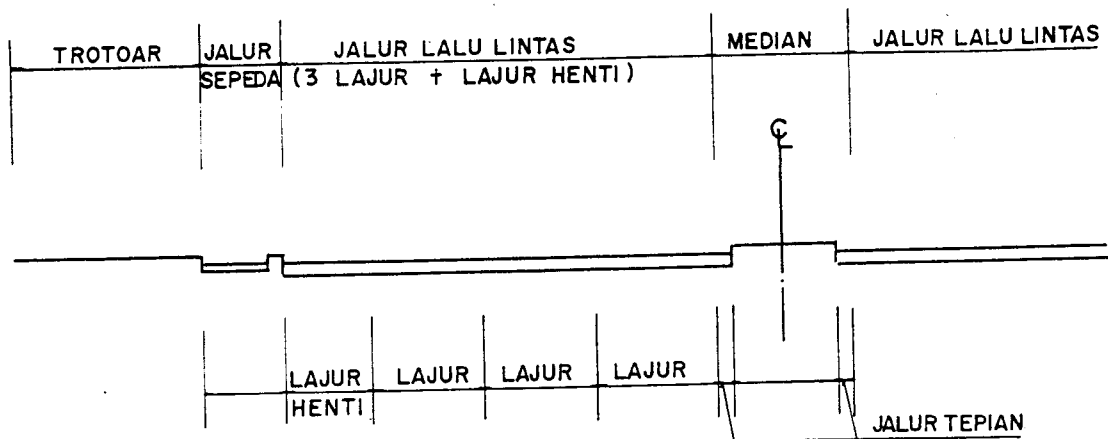 TROTOAR
JALUR
SEPEDA
JALUR LALU LINTAS
(3 LAJUR + LAJUR HENTI)
MEDIAN
JALUR LALU LINTAS
CL
LAJUR
HENTI
LAJUR
LAJUR
LAJUR
JALUR TEPIAN